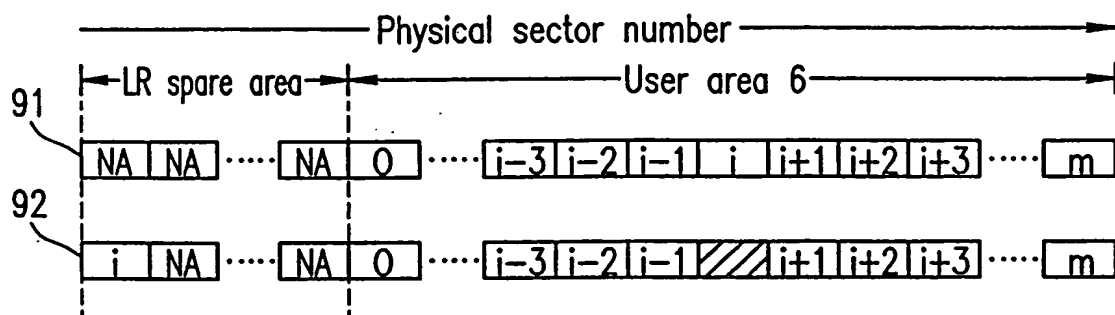 Physical sector number
LR spare area User area 6
91
NA NA ····· NA 0 ····· i-3 i-2 i-1 i i+1 i+2 i+3 ····· m
92
i NA ····· NA 0 ····· i-3 i-2 i-1 i+1 i+2 i+3 ····· m